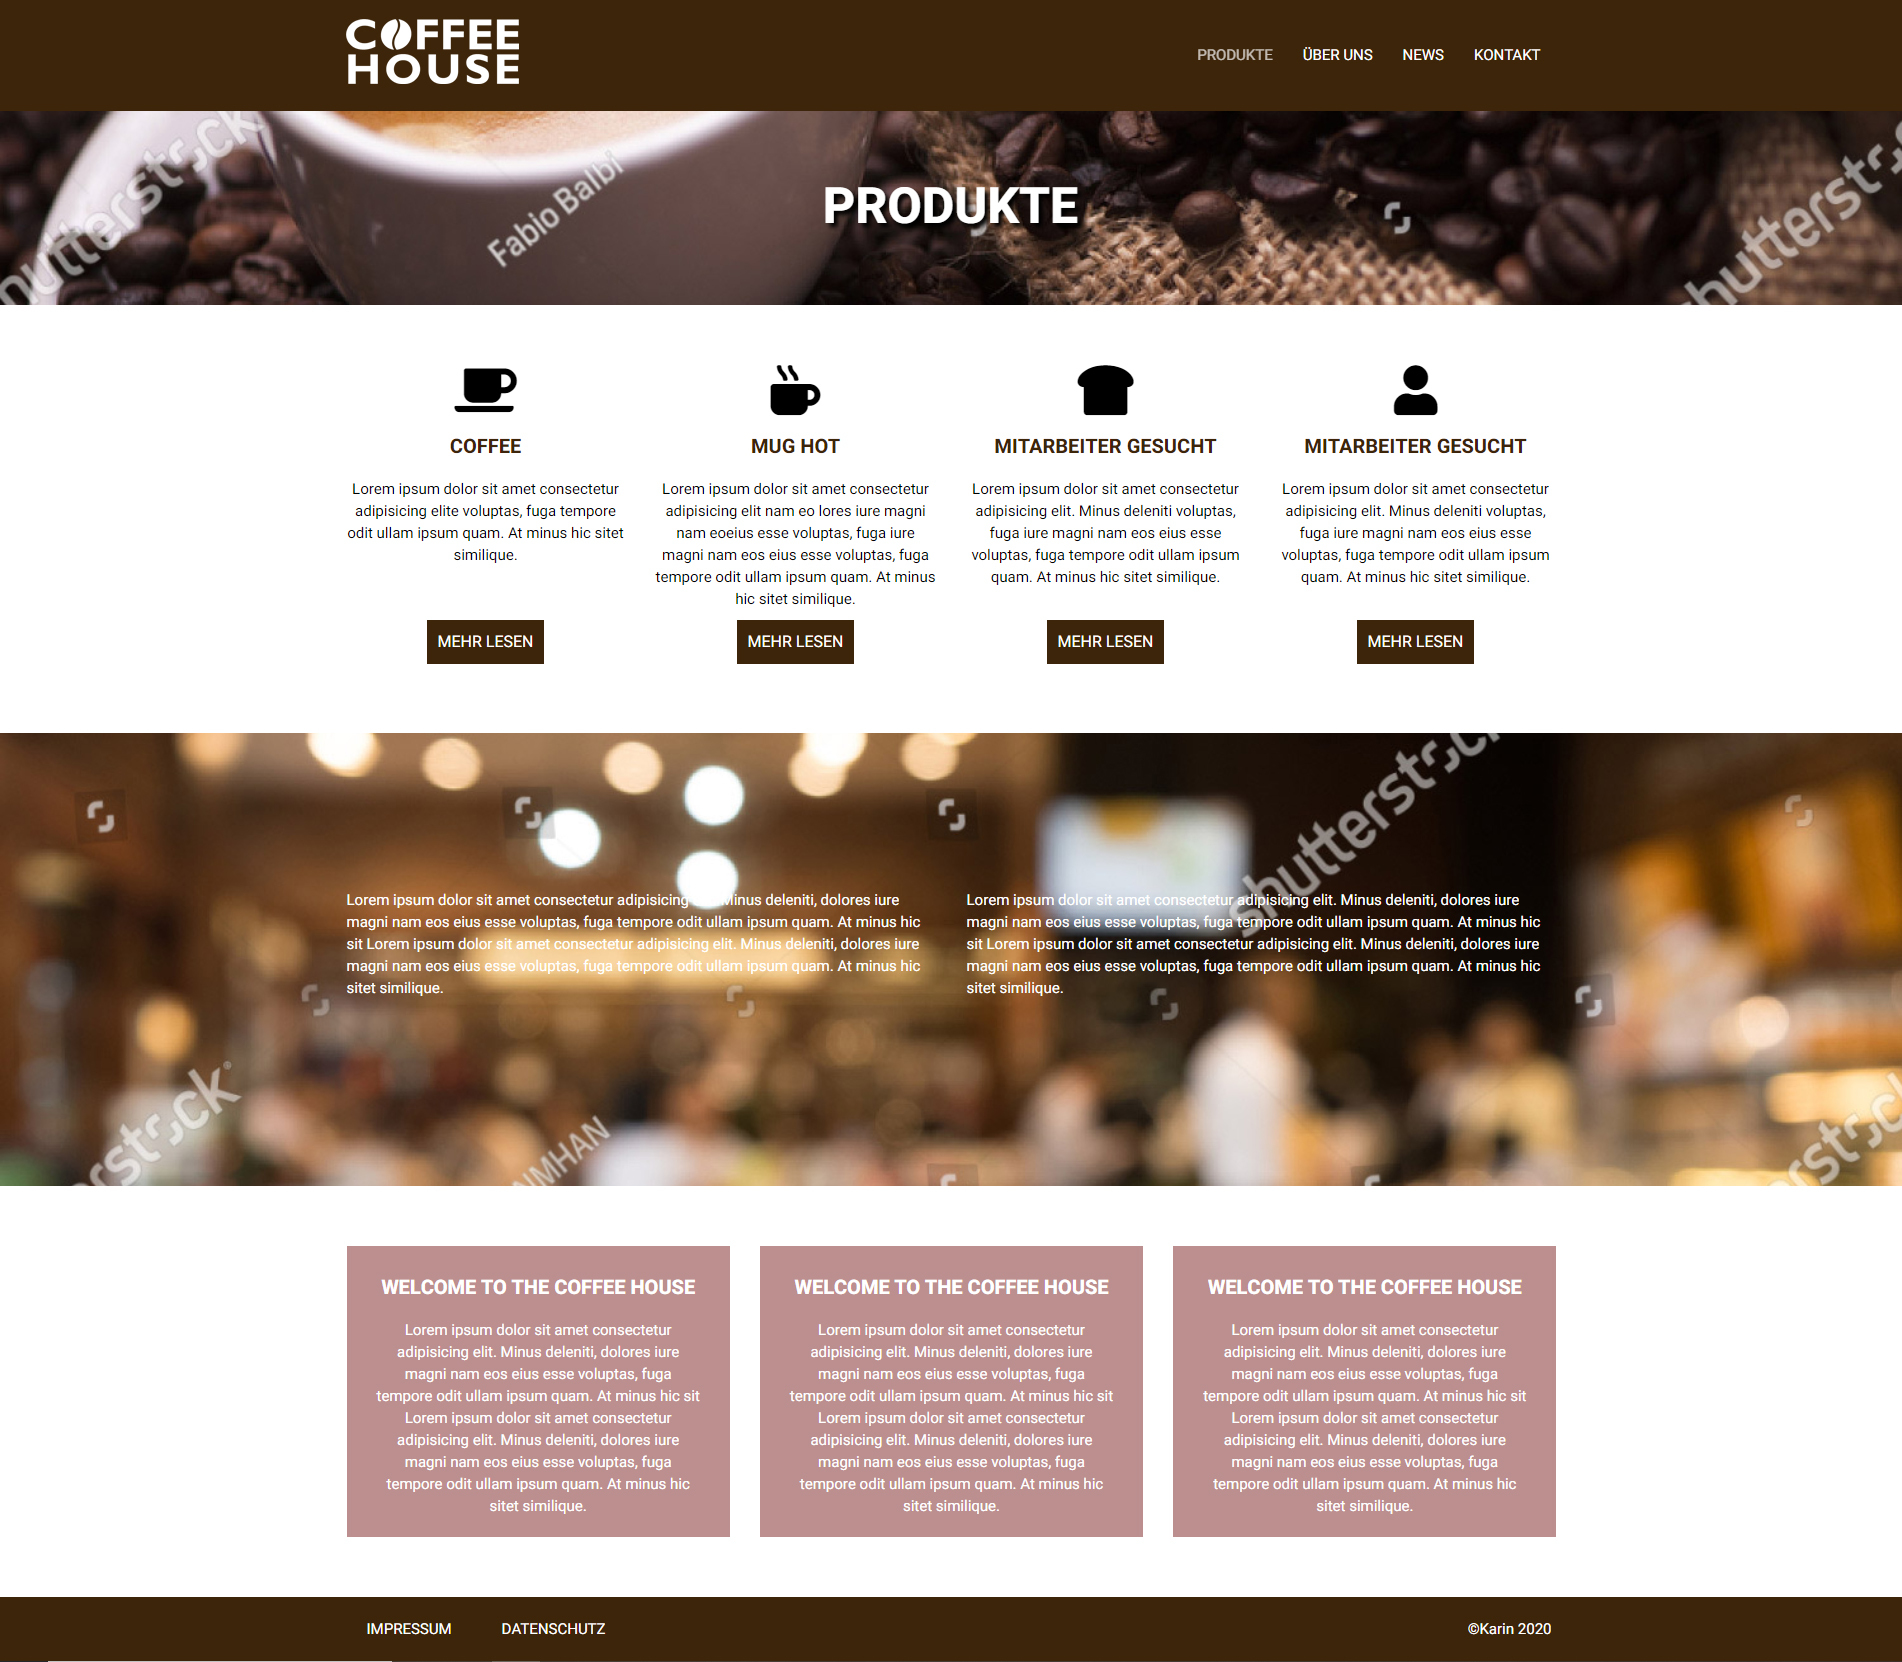 COFFEE
HOUSE
PRODUKTE ÜBER UNS NEWS KONTAKT
shutterstock
Fabio Balbi
shutterst
PRODUKTE
COFFEE
Lorem ipsum dolor sit amet consectetur
adipisicing elite voluptas, fuga tempore
odit ullam ipsum quam. At minus hic sitet
similique.
MEHR LESEN
MUG HOT
Lorem ipsum dolor sit amet consectetur
adipisicing elit nam eo lores iure magni
nam eoeius esse voluptas, fuga iure
magni nam eos eius esse voluptas, fuga
tempore odit ullam ipsum quam. At minus
hic sitet similique.
MEHR LESEN
MITARBEITER GESUCHT
Lorem ipsum dolor sit amet consectetur
adipisicing elit. Minus deleniti voluptas,
fuga iure magni nam eos eius esse
voluptas, fuga tempore odit ullam ipsum
quam. At minus hic sitet similique.
MEHR LESEN
MITARBEITER GESUCHT
Lorem ipsum dolor sit amet consectetur
adipisicing elit. Minus deleniti voluptas,
fuga iure magni nam eos eius esse
voluptas, fuga tempore odit ullam ipsum
quam. At minus hic sitet similique.
MEHR LESEN
shutterstock
Lorem ipsum dolor sit amet consectetur adipisicing elit. Minus deleniti, dolores iure
magni nam eos eius esse voluptas, fuga tempore odit ullam ipsum quam. At minus hic
sit Lorem ipsum dolor sit amet consectetur adipisicing elit. Minus deleniti, dolores iure
magni nam eos eius esse voluptas, fuga tempore odit ullam ipsum quam. At minus hic
sitet similique.
Lorem ipsum dolor sit amet consectetur adipisicing elit. Minus deleniti, dolores iure
magni nam eos eius esse voluptas, fuga tempore odit ullam ipsum quam. At minus hic
sit Lorem ipsum dolor sit amet consectetur adipisicing elit. Minus deleniti, dolores iure
magni nam eos eius esse voluptas, fuga tempore odit ullam ipsum quam. At minus hic
sitet similique.
rstock®
NMHAN
erstock
WELCOME TO THE COFFEE HOUSE
Lorem ipsum dolor sit amet consectetur
adipisicing elit. Minus deleniti, dolores iure
magni nam eos eius esse voluptas, fuga
tempore odit ullam ipsum quam. At minus hic sit
Lorem ipsum dolor sit amet consectetur
adipisicing elit. Minus deleniti, dolores iure
magni nam eos eius esse voluptas, fuga
tempore odit ullam ipsum quam. At minus hic
sitet similique.
WELCOME TO THE COFFEE HOUSE
Lorem ipsum dolor sit amet consectetur
adipisicing elit. Minus deleniti, dolores iure
magni nam eos eius esse voluptas, fuga
tempore odit ullam ipsum quam. At minus hic sit
Lorem ipsum dolor sit amet consectetur
adipisicing elit. Minus deleniti, dolores iure
magni nam eos eius esse voluptas, fuga
tempore odit ullam ipsum quam. At minus hic
sitet similique.
WELCOME TO THE COFFEE HOUSE
Lorem ipsum dolor sit amet consectetur
adipisicing elit. Minus deleniti, dolores iure
magni nam eos eius esse voluptas, fuga
tempore odit ullam ipsum quam. At minus hic sit
Lorem ipsum dolor sit amet consectetur
adipisicing elit. Minus deleniti, dolores iure
magni nam eos eius esse voluptas, fuga
tempore odit ullam ipsum quam. At minus hic
sitet similique.
IMPRESSUM DATENSCHUTZ ©Karin 2020